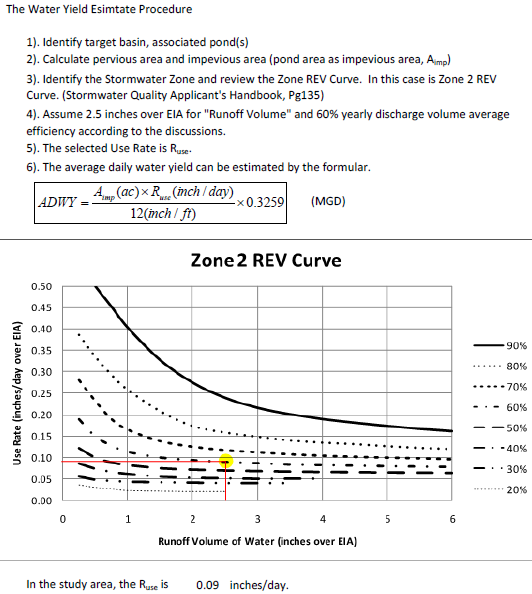 The Water Yield Esimtate Procedure
1). Identify target basin, associated pond(s)
2). Calculate pervious area and impevious area (pond area as impevious area, Aimp)
3). Identify the Stormwater Zone and review the Zone REV Curve. In this case is Zone 2 REV
Curve. (Stormwater Quality Applicant's Handbook, Pg135)
4). Assume 2.5 inches over EIA for "Runoff Volume" and 60% yearly discharge volume average
efficiency according to the discussions.
5). The selected Use Rate is Ruse.
6). The average daily water yield can be estimated by the formular.
ADWY = Aimp (ac) × Ruse (inch / day) / 12(inch / ft) × 0.3259 (MGD)
Zone 2 REV Curve
Use Rate (inches/day over EIA)
0.50
0.45
0.40
0.35
0.30
0.25
0.20
0.15
0.10
0.05
0.00
0 1 2 3 4 5 6
Runoff Volume of Water (inches over EIA)
90%
80%
70%
60%
50%
40%
30%
20%
In the study area, the Ruse is 0.09 inches/day.